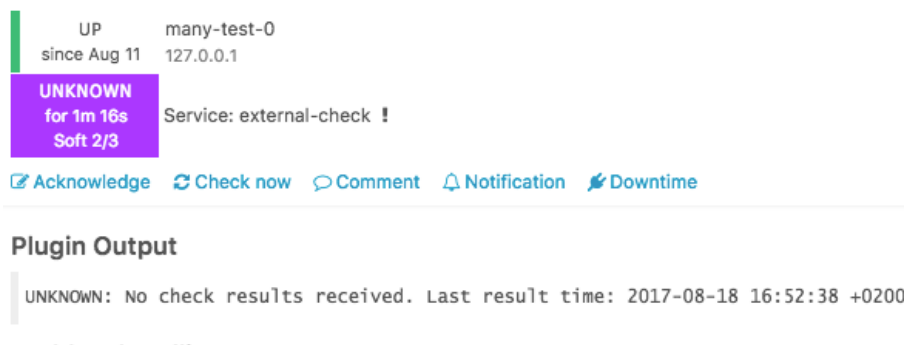 UP
since Aug 11
many-test-0
127.0.0.1
UNKNOWN
for 1m 16s
Soft 2/3
Service: external-check !
Acknowledge Check now Comment Notification Downtime
Plugin Output
UNKNOWN: No check results received. Last result time: 2017-08-18 16:52:38 +0200